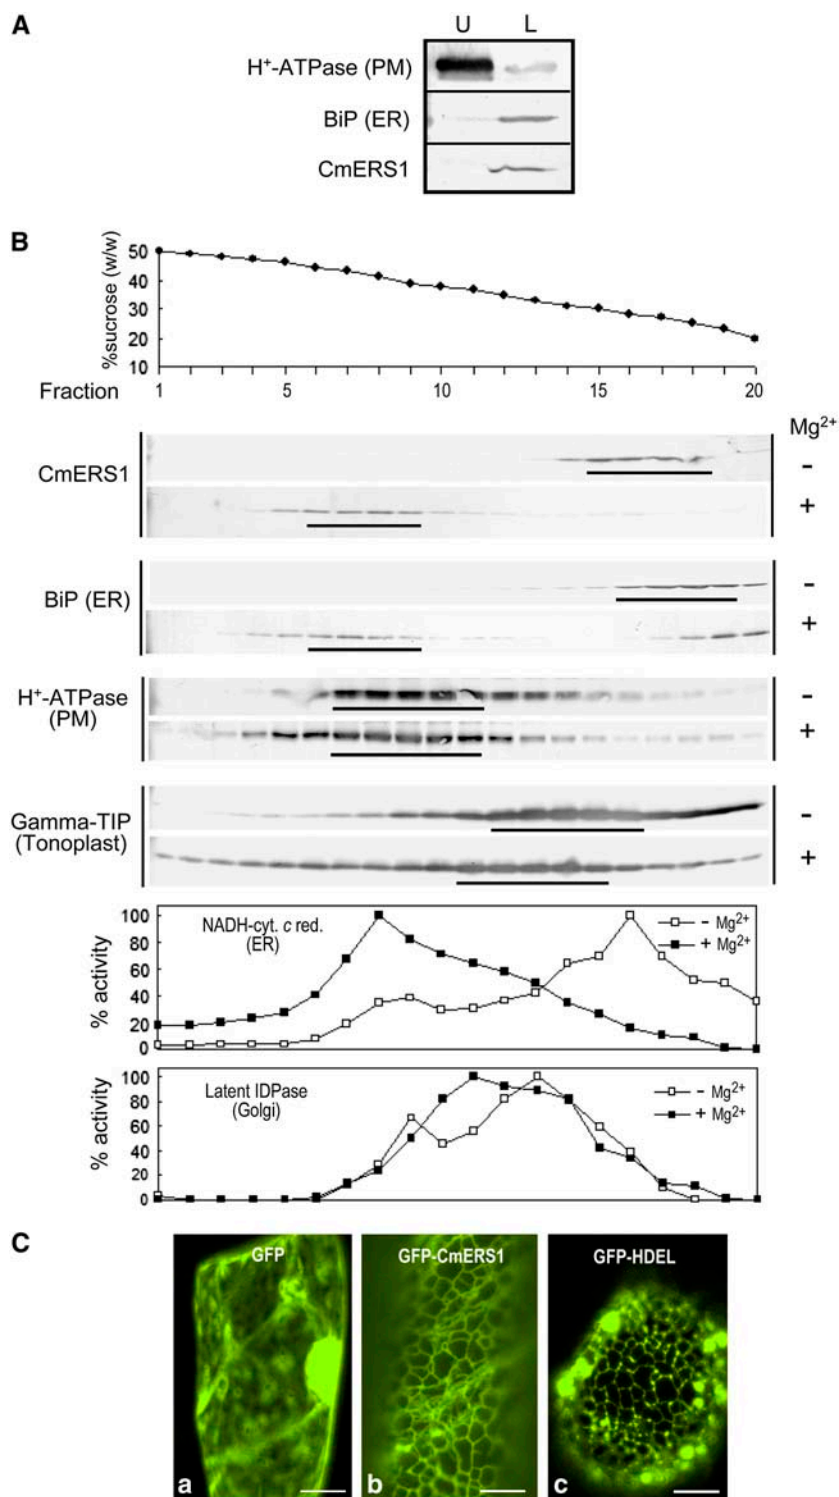 A
U L
H⁺-ATPase (PM)
BiP (ER)
CmERS1
B
%sucrose (w/w)
50
40
30
20
10
Fraction
1 5 10 15 20
Mg²⁺
CmERS1
-
+
BiP (ER)
-
+
H⁺-ATPase
(PM)
-
+
Gamma-TIP
(Tonoplast)
-
+
% activity
100
80
60
40
20
0
NADH-cyt. c red.
(ER)
- Mg²⁺
+ Mg²⁺
% activity
100
80
60
40
20
0
Latent IDPase
(Golgi)
- Mg²⁺
+ Mg²⁺
C
GFP
GFP-CmERS1
GFP-HDEL
a
b
c